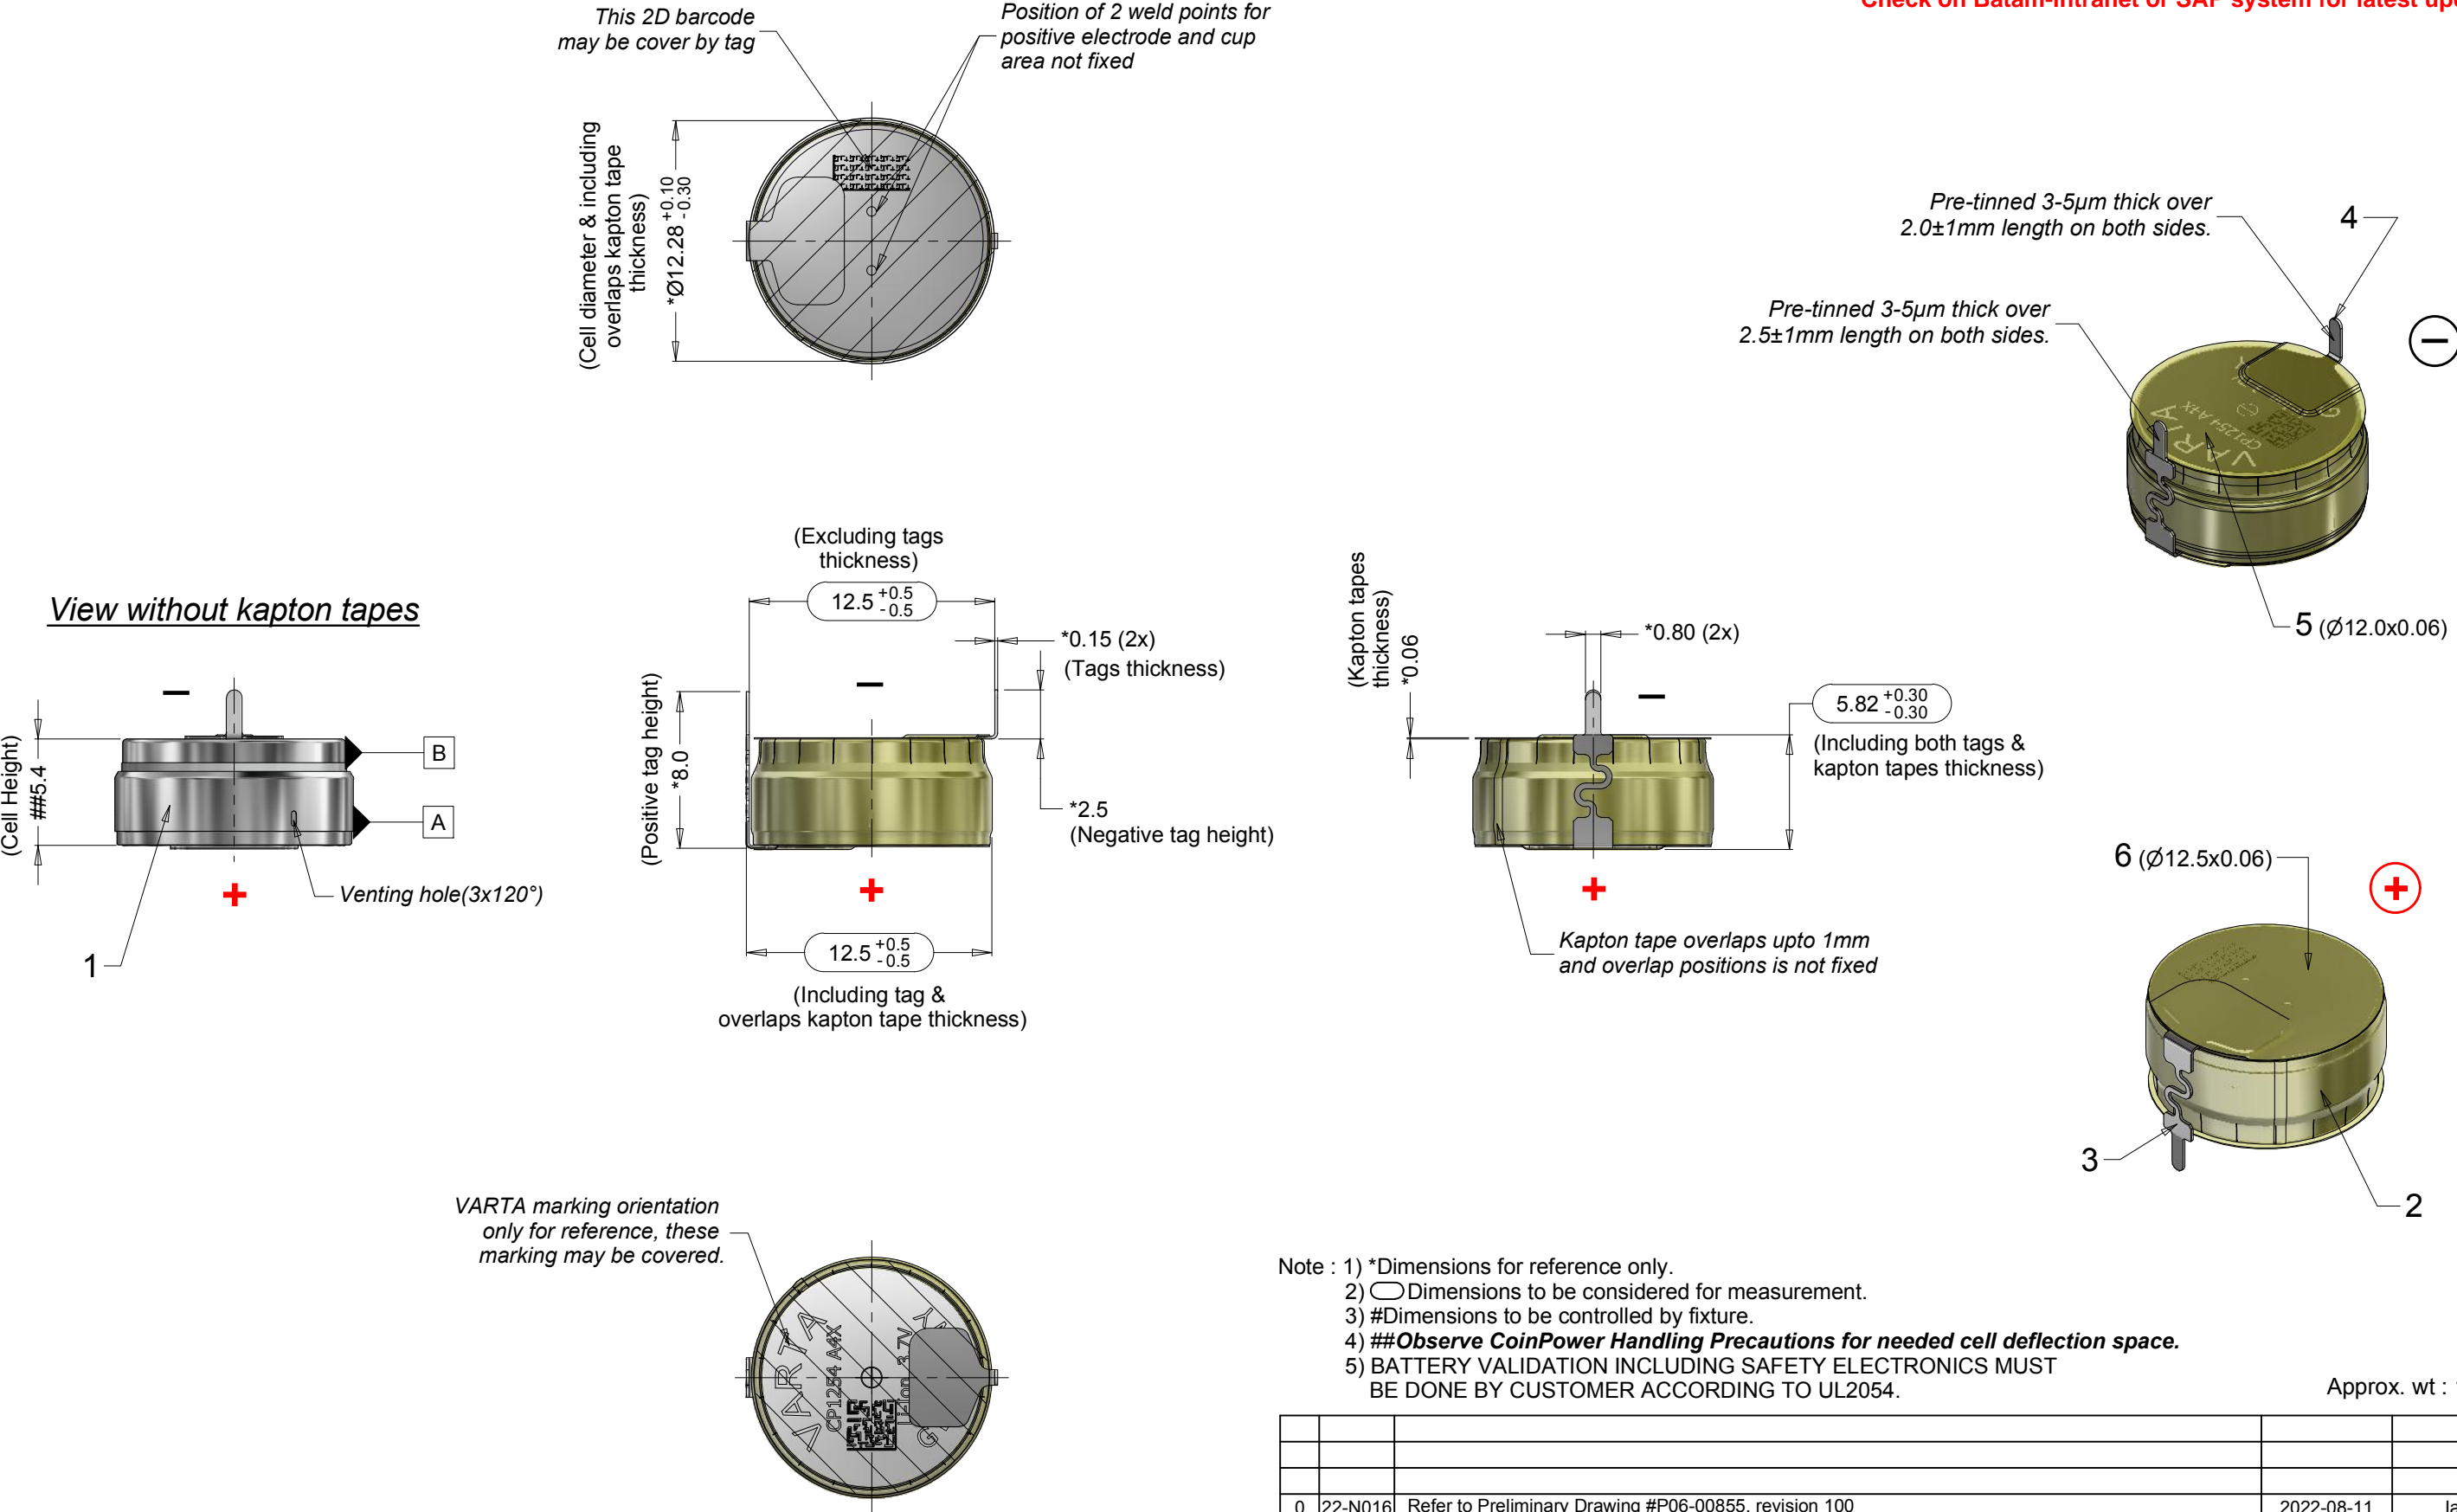 Check on Batam-Intranet or SAP system for latest
This 2D barcode
may be cover by tag
Position of 2 weld points for
positive electrode and cup
area not fixed
(Cell diameter & including
overlaps kapton tape
thickness)
*Ø12.28 +0.10 -0.30
Pre-tinned 3-5µm thick over
2.0±1mm length on both sides.
4
Pre-tinned 3-5µm thick over
2.5±1mm length on both sides.
−
VARTA
CP1254 A4X
5 (Ø12.0x0.06)
View without kapton tapes
−
(Cell Height)
##5.4
B
A
+
Venting hole(3x120°)
1
(Excluding tags
thickness)
12.5 +0.5 -0.5
*0.15 (2x)
(Tags thickness)
−
(Positive tag height)
*8.0
*2.5
(Negative tag height)
+
12.5 +0.5 -0.5
(Including tag &
overlaps kapton tape thickness)
(Kapton tapes
thickness)
*0.06
*0.80 (2x)
−
5.82 +0.30 -0.30
(Including both tags &
kapton tapes thickness)
+
Kapton tape overlaps upto 1mm
and overlap positions is not fixed
6 (Ø12.5x0.06)
+
3
2
VARTA marking orientation
only for reference, these
marking may be covered.
VARTA
CP1254 A4X
3.7V
Note : 1) *Dimensions for reference only.
2) Dimensions to be considered for measurement.
3) #Dimensions to be controlled by fixture.
4) ##Observe CoinPower Handling Precautions for needed cell deflection space.
5) BATTERY VALIDATION INCLUDING SAFETY ELECTRONICS MUST
BE DONE BY CUSTOMER ACCORDING TO UL2054.
Approx. wt :
0 22-N016 Refer to Preliminary Drawing #P06-00855, revision 100 2022-08-11